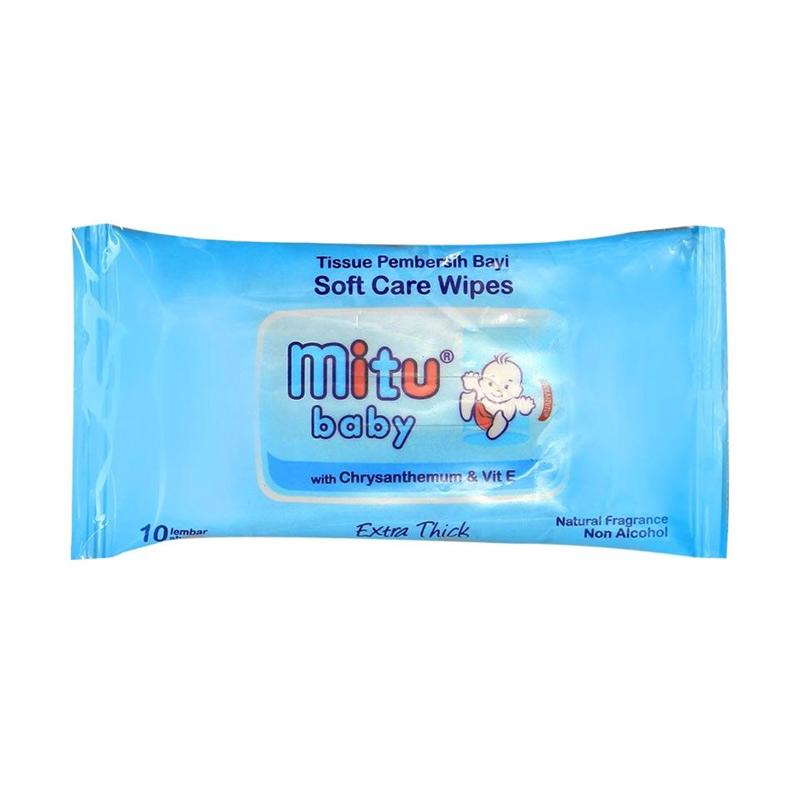 Tissue Pembersih Bayi
Soft Care Wipes
mitu®
baby
with Chrysanthemum & Vit E
10 lembar
Extra Thick
Natural Fragrance
Non Alcohol